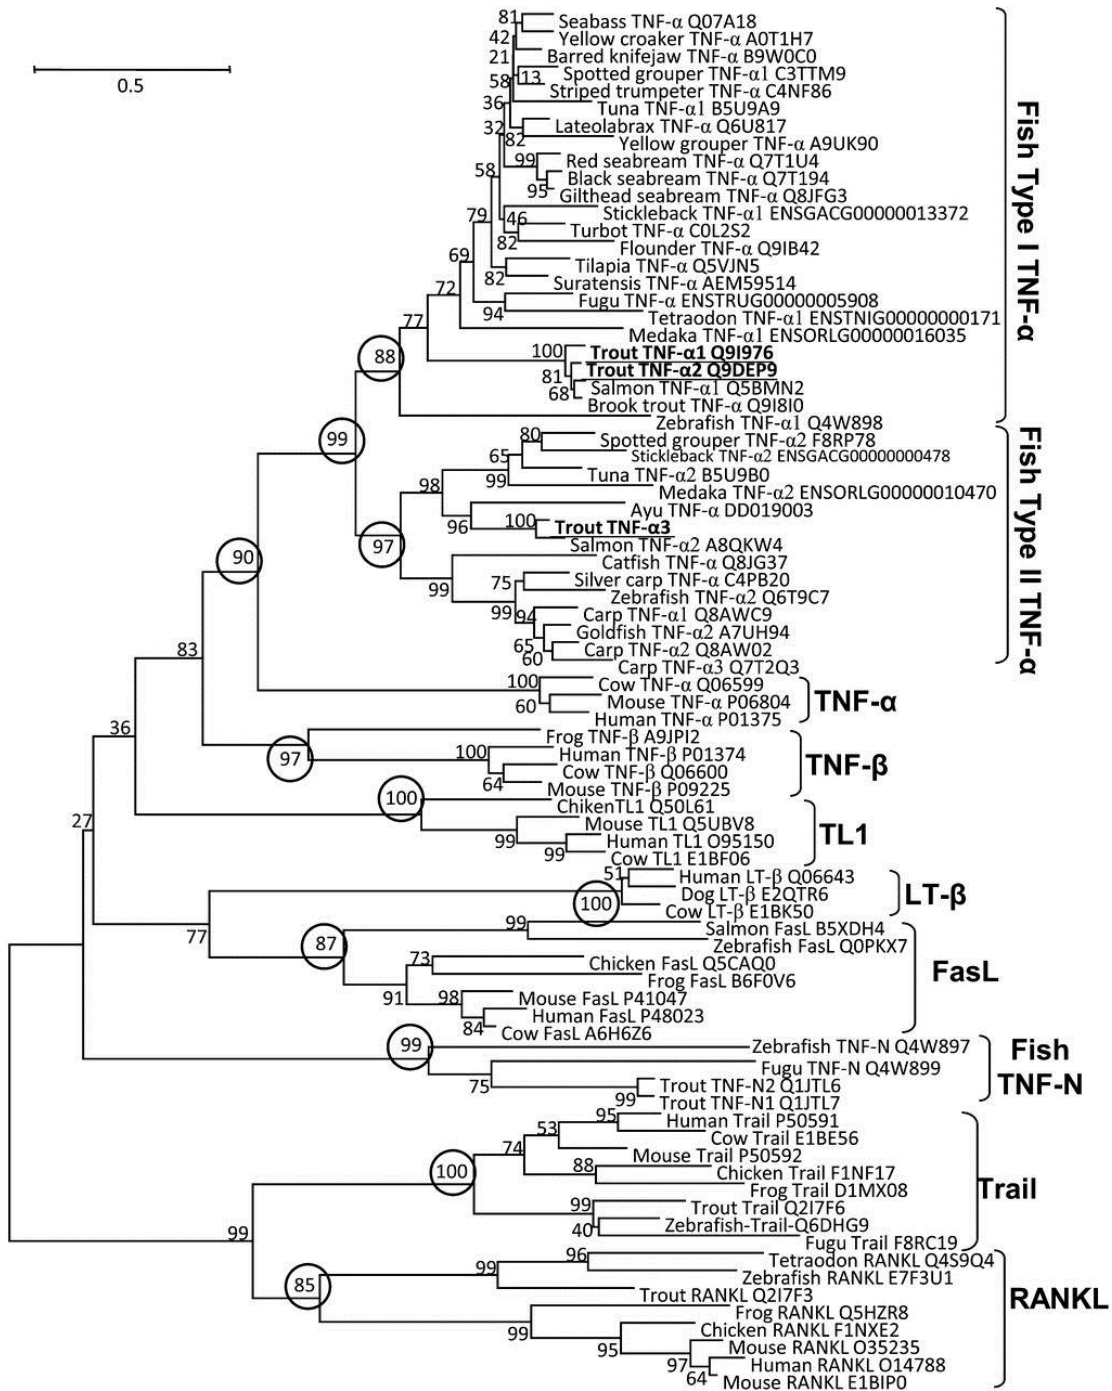 81
Seabass TNF-α Q07A18
42
Yellow croaker TNF-α A0T1H7
21
Barred knifejaw TNF-α B9W0C0
58
13
Spotted grouper TNF-α1 C3TTM9
Striped trumpeter TNF-α C4NF86
36
Tuna TNF-α1 B5U9A9
32
Lateolabrax TNF-α Q6U817
82
Yellow grouper TNF-α A9UK90
99
Red seabream TNF-α Q7T1U4
58
Black seabream TNF-α Q7T194
95
Gilthead seabream TNF-α Q8JFG3
79
46
Stickleback TNF-α1 ENSGACG00000013372
Turbot TNF-α C0L2S2
82
Flounder TNF-α Q9IB42
69
Tilapia TNF-α Q5VJN5
82
Suratensis TNF-α AEM59514
72
Fugu TNF-α ENSTRUG00000005908
94
Tetraodon TNF-α1 ENSTNIG00000000171
77
Medaka TNF-α1 ENSORLG00000016035
100
Trout TNF-α1 Q9I976
88
Trout TNF-α2 Q9DEP9
81
Salmon TNF-α1 Q5BMN2
68
Brook trout TNF-α Q9I8I0
Zebrafish TNF-α1 Q4W898
Fish Type I TNF-α
0.5
99
80
Spotted grouper TNF-α2 F8RP78
65
Stickleback TNF-α2 ENSGACG00000000478
99
Tuna TNF-α2 B5U9B0
98
Medaka TNF-α2 ENSORLG00000010470
Ayu TNF-α DD019003
96
100
Trout TNF-α3
97
Salmon TNF-α2 A8QKW4
90
Catfish TNF-α Q8JG37
99
75
Silver carp TNF-α C4PB20
Zebrafish TNF-α2 Q6T9C7
99
94
Carp TNF-α1 Q8AWC9
Goldfish TNF-α2 A7UH94
65
Carp TNF-α2 Q8AW02
60
Carp TNF-α3 Q7T2Q3
Fish Type II TNF-α
83
100
Cow TNF-α Q06599
60
Mouse TNF-α P06804
Human TNF-α P01375
TNF-α
36
Frog TNF-β A9JPI2
97
100
Human TNF-β P01374
Cow TNF-β Q06600
64
Mouse TNF-β P09225
TNF-β
100
ChikenTL1 Q50L61
27
Mouse TL1 Q5UBV8
99
Human TL1 O95150
99
Cow TL1 E1BF06
TL1
51
Human LT-β Q06643
Dog LT-β E2QTR6
100
Cow LT-β E1BK50
LT-β
77
99
Salmon FasL B5XDH4
87
Zebrafish FasL Q0PKX7
73
Chicken FasL Q5CAQ0
Frog FasL B6F0V6
91
98
Mouse FasL P41047
Human FasL P48023
84
Cow FasL A6H6Z6
FasL
99
Zebrafish TNF-N Q4W897
Fugu TNF-N Q4W899
75
Trout TNF-N2 Q1JTL6
99
Trout TNF-N1 Q1JTL7
Fish
TNF-N
95
Human Trail P50591
53
Cow Trail E1BE56
74
Mouse Trail P50592
100
88
Chicken Trail F1NF17
Frog Trail D1MX08
99
Trout Trail Q2I7F6
40
Zebrafish-Trail-Q6DHG9
Fugu Trail F8RC19
Trail
99
96
Tetraodon RANKL Q4S9Q4
99
Zebrafish RANKL E7F3U1
85
Trout RANKL Q2I7F3
Frog RANKL Q5HZR8
99
Chicken RANKL F1NXE2
95
Mouse RANKL O35235
97
Human RANKL O14788
64
Mouse RANKL E1BIP0
RANKL